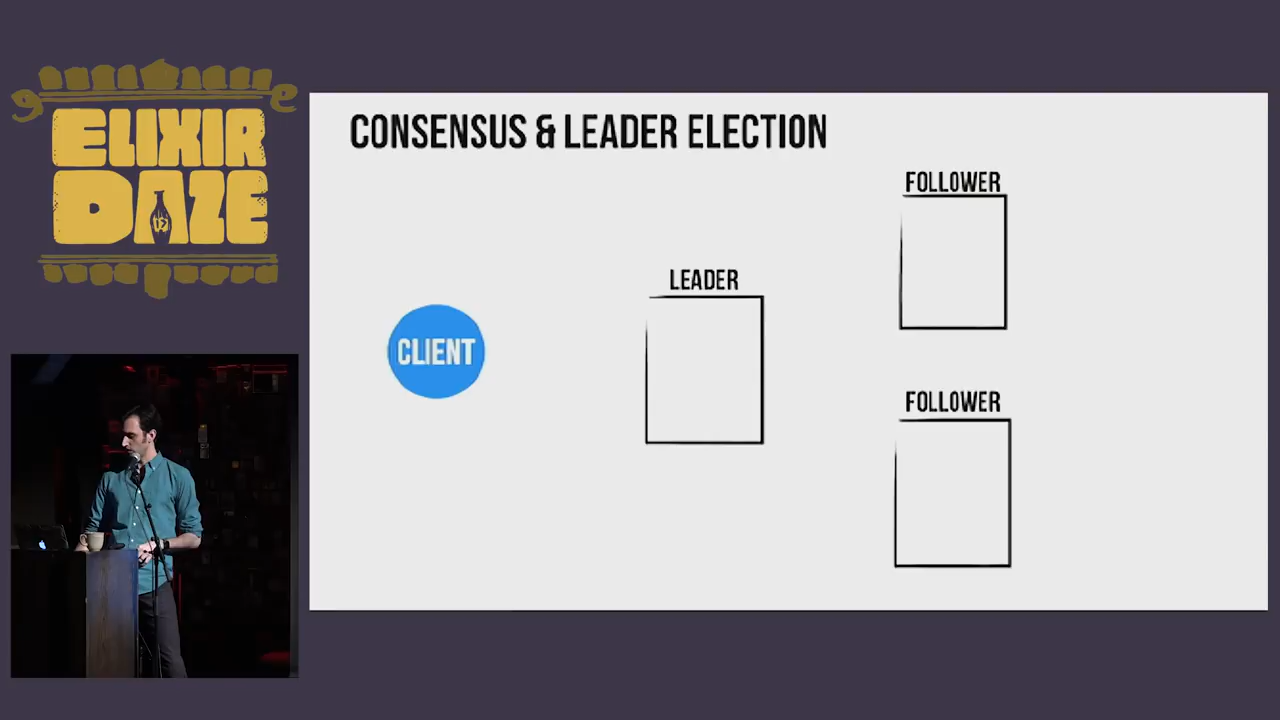 ELIXIR
DAZE
CONSENSUS & LEADER ELECTION
FOLLOWER
LEADER
CLIENT
FOLLOWER